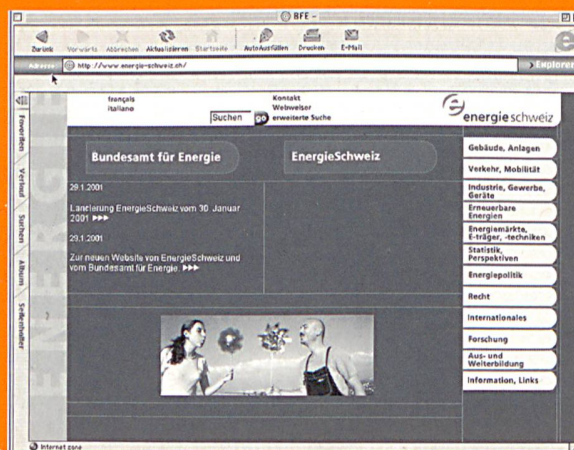 BFE –
Zurück Vorwärts Abbrechen Aktualisieren Startseite AutoAusfüllen Drucken E-Mail
Adresse http://www.energie-schweiz.ch/ Explorer
français
italiano
Kontakt
Webweiser
Suchen go erweiterte Suche
energieschweiz
Favoriten
Verlauf
Suchen
Album
Seitenhalter
ENERGIE
Bundesamt für Energie
EnergieSchweiz
29.1.2001
Lancierung EnergieSchweiz vom 30. Januar
2001
29.1.2001
Zur neuen Website von EnergieSchweiz und
vom Bundesamt für Energie.
Gebäude, Anlagen
Verkehr, Mobilität
Industrie, Gewerbe,
Geräte
Erneuerbare
Energien
Energiemärkte,
E-träger, -techniken
Statistik,
Perspektiven
Energiepolitik
Recht
Internationales
Forschung
Aus- und
Weiterbildung
Information, Links
Internet zone